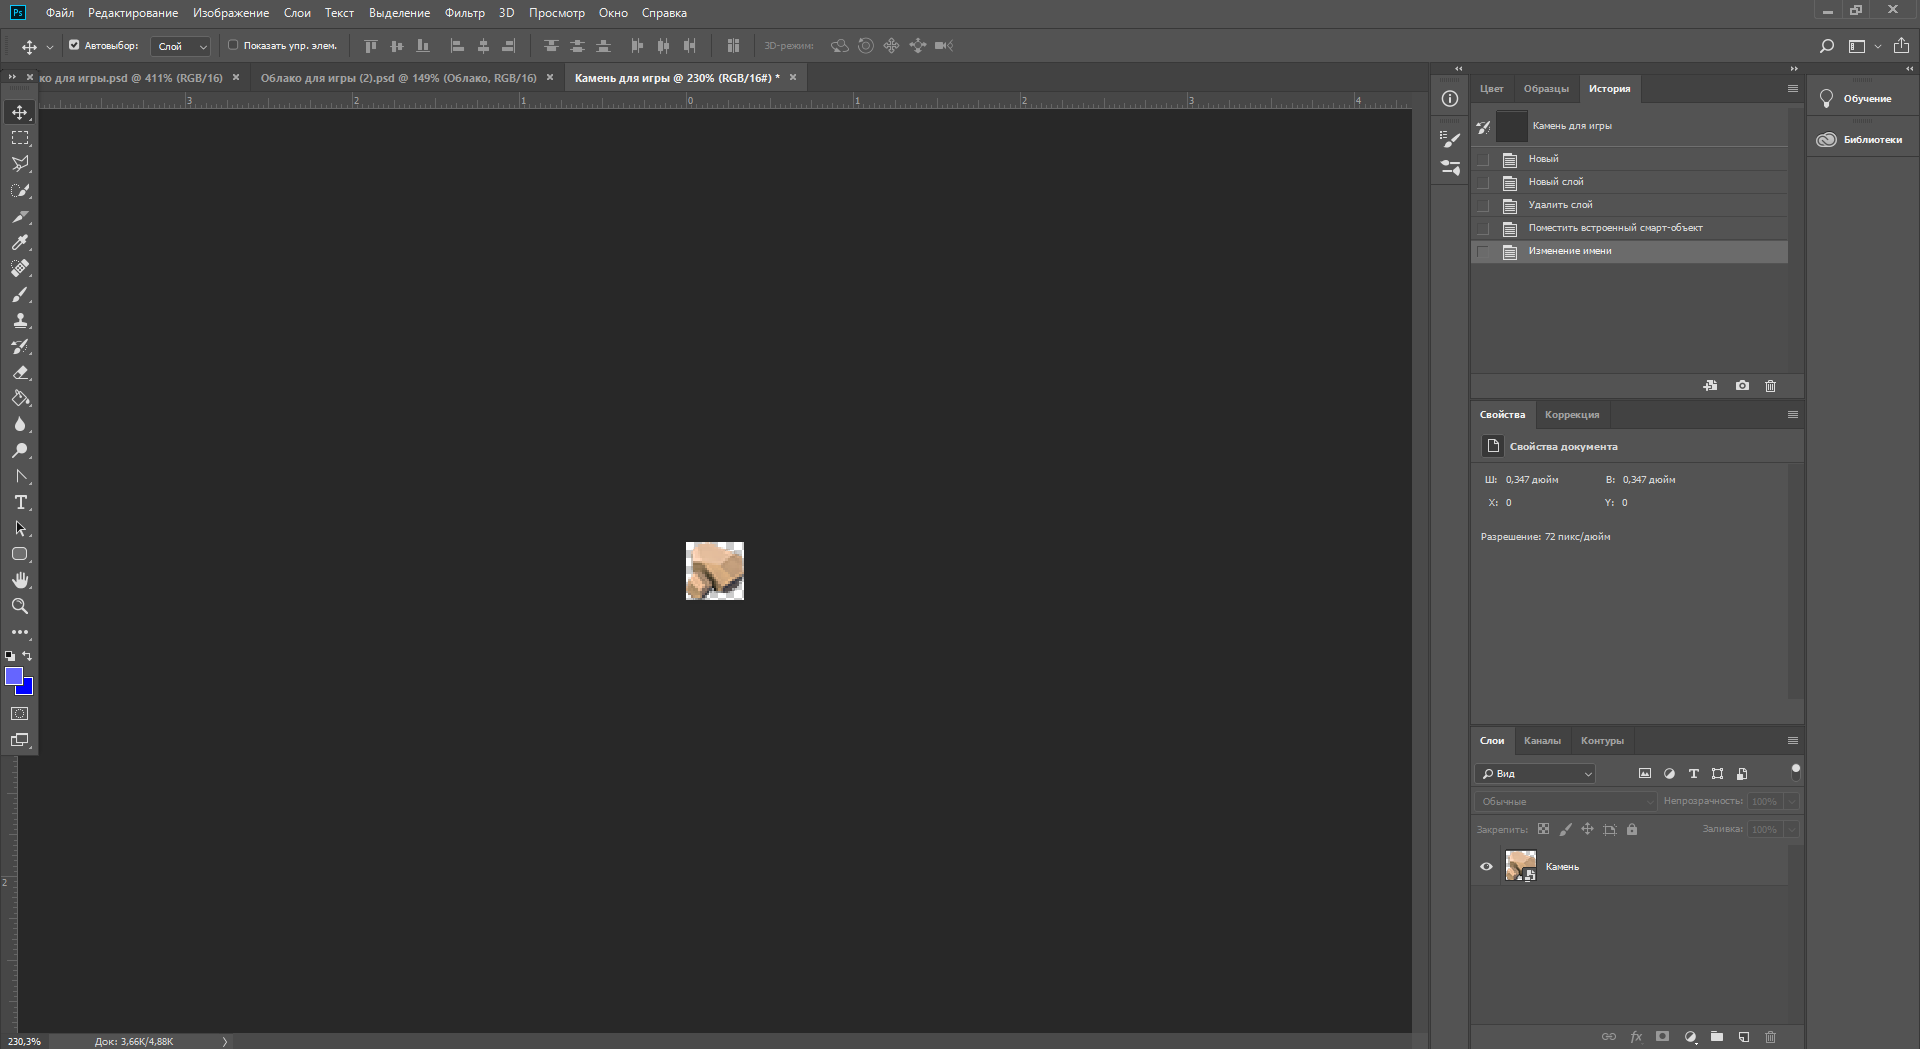 Ps Файл Редактирование Изображение Слои Текст Выделение Фильтр 3D Просмотр Окно Справка
Автовыбор: Слой Показать упр. элем. 3D-режим:
ко для игры.psd @ 411% (RGB/16) Облако для игры (2).psd @ 149% (Облако, RGB/16) Камень для игры @ 230% (RGB/16#) *
3 2 1 0 1 2 3 4
2
230,3% Док: 3,66K/4,88K
Цвет Образцы История
Камень для игры
Новый
Новый слой
Удалить слой
Поместить встроенный смарт-объект
Изменение имени
Свойства Коррекция
Свойства документа
Ш: 0,347 дюйм В: 0,347 дюйм
X: 0 Y: 0
Разрешение: 72 пикс/дюйм
Слои Каналы Контуры
Вид
Обычные Непрозрачность: 100%
Закрепить: Заливка: 100%
Камень
fx
Обучение
Библиотеки